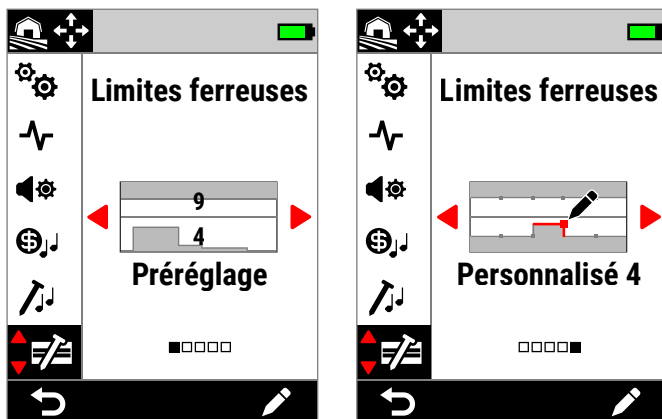 Limites ferreuses
9
4
Préréglage
Limites ferreuses
Personnalisé 4